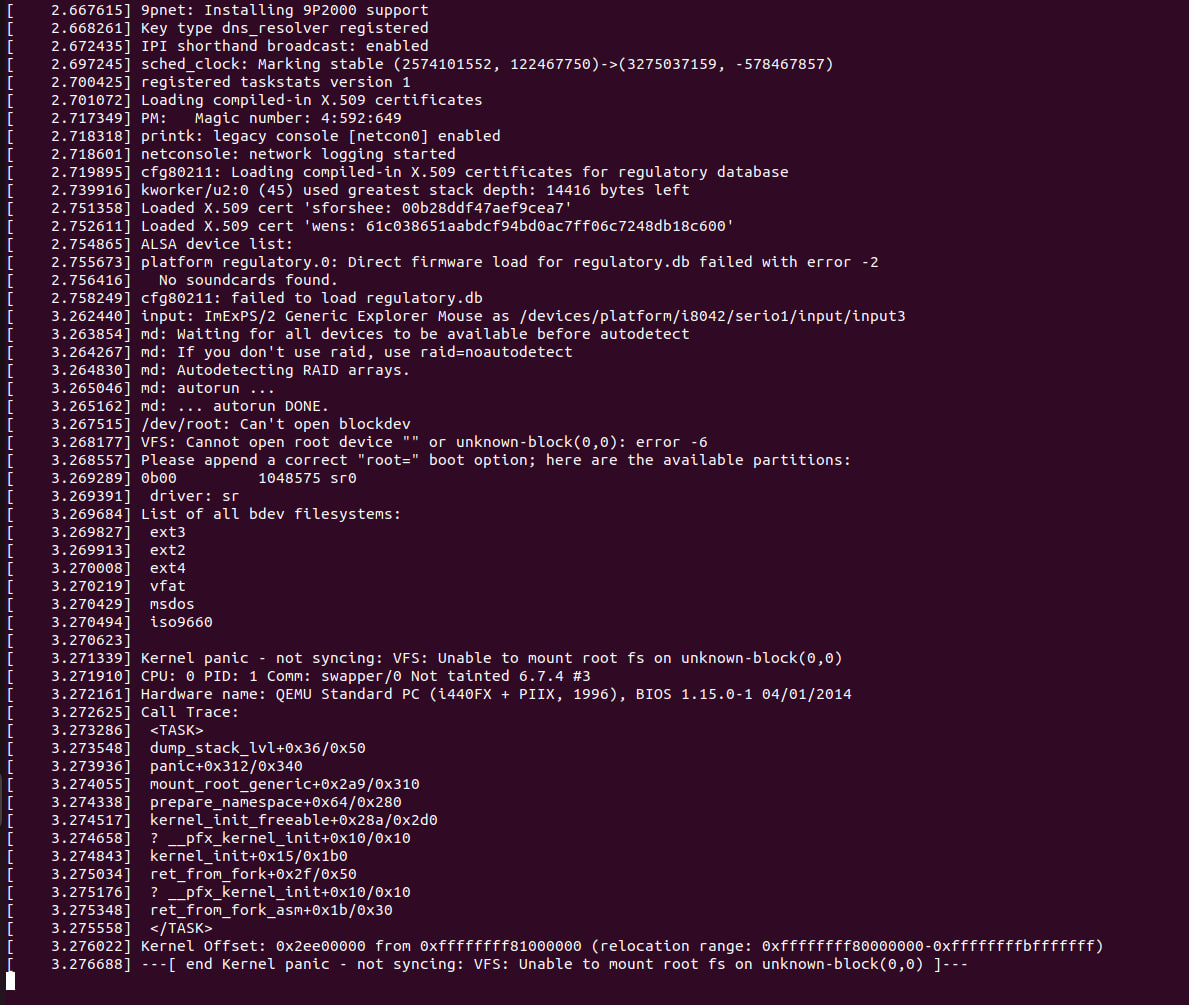 [    2.667615] 9pnet: Installing 9P2000 support
[    2.668261] Key type dns_resolver registered
[    2.672435] IPI shorthand broadcast: enabled
[    2.697245] sched_clock: Marking stable (2574101552, 122467750)->(3275037159, -578467857)
[    2.700425] registered taskstats version 1
[    2.701072] Loading compiled-in X.509 certificates
[    2.717349] PM:   Magic number: 4:592:649
[    2.718318] printk: legacy console [netcon0] enabled
[    2.718601] netconsole: network logging started
[    2.719895] cfg80211: Loading compiled-in X.509 certificates for regulatory database
[    2.739916] kworker/u2:0 (45) used greatest stack depth: 14416 bytes left
[    2.751358] Loaded X.509 cert 'sforshee: 00b28ddf47aef9cea7'
[    2.752611] Loaded X.509 cert 'wens: 61c038651aabdcf94bd0ac7ff06c7248db18c600'
[    2.754865] ALSA device list:
[    2.755673] platform regulatory.0: Direct firmware load for regulatory.db failed with error -2
[    2.756416]   No soundcards found.
[    2.758249] cfg80211: failed to load regulatory.db
[    3.262440] input: ImExPS/2 Generic Explorer Mouse as /devices/platform/i8042/serio1/input/input3
[    3.263854] md: Waiting for all devices to be available before autodetect
[    3.264267] md: If you don't use raid, use raid=noautodetect
[    3.264830] md: Autodetecting RAID arrays.
[    3.265046] md: autorun ...
[    3.265162] md: ... autorun DONE.
[    3.267515] /dev/root: Can't open blockdev
[    3.268177] VFS: Cannot open root device "" or unknown-block(0,0): error -6
[    3.268557] Please append a correct "root=" boot option; here are the available partitions:
[    3.269289] 0b00         1048575 sr0
[    3.269391]  driver: sr
[    3.269684] List of all bdev filesystems:
[    3.269827]  ext3
[    3.269913]  ext2
[    3.270008]  ext4
[    3.270219]  vfat
[    3.270429]  msdos
[    3.270494]  iso9660
[    3.270623]
[    3.271339] Kernel panic - not syncing: VFS: Unable to mount root fs on unknown-block(0,0)
[    3.271910] CPU: 0 PID: 1 Comm: swapper/0 Not tainted 6.7.4 #3
[    3.272161] Hardware name: QEMU Standard PC (i440FX + PIIX, 1996), BIOS 1.15.0-1 04/01/2014
[    3.272625] Call Trace:
[    3.273286]  <TASK>
[    3.273548]  dump_stack_lvl+0x36/0x50
[    3.273936]  panic+0x312/0x340
[    3.274055]  mount_root_generic+0x2a9/0x310
[    3.274338]  prepare_namespace+0x64/0x280
[    3.274517]  kernel_init_freeable+0x28a/0x2d0
[    3.274658]  ? __pfx_kernel_init+0x10/0x10
[    3.274843]  kernel_init+0x15/0x1b0
[    3.275034]  ret_from_fork+0x2f/0x50
[    3.275176]  ? __pfx_kernel_init+0x10/0x10
[    3.275348]  ret_from_fork_asm+0x1b/0x30
[    3.275558]  </TASK>
[    3.276022] Kernel Offset: 0x2ee00000 from 0xffffffff81000000 (relocation range: 0xffffffff80000000-0xffffffffbfffffff)
[    3.276688] ---[ end Kernel panic - not syncing: VFS: Unable to mount root fs on unknown-block(0,0) ]---